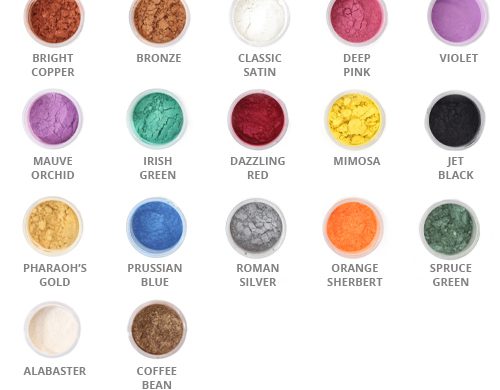 BRIGHT
COPPER
BRONZE
CLASSIC
SATIN
DEEP
PINK
VIOLET
MAUVE
ORCHID
IRISH
GREEN
DAZZLING
RED
MIMOSA
JET
BLACK
PHARAOH'S
GOLD
PRUSSIAN
BLUE
ROMAN
SILVER
ORANGE
SHERBERT
SPRUCE
GREEN
ALABASTER
COFFEE
BEAN